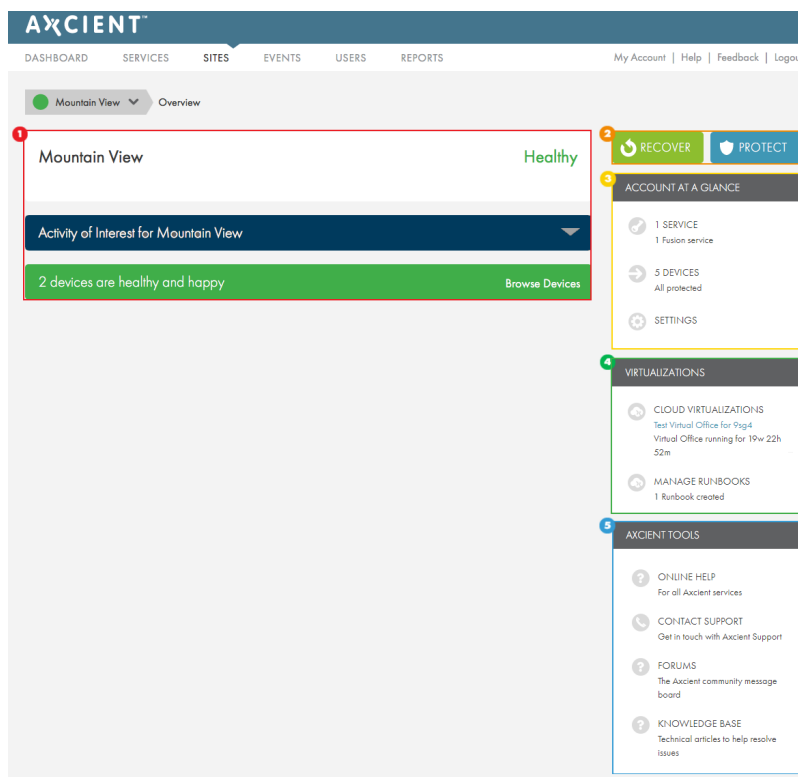 AXCIENT™
DASHBOARD SERVICES SITES EVENTS USERS REPORTS My Account | Help | Feedback | Logou
Mountain View Overview
1
Mountain View Healthy
Activity of Interest for Mountain View
2 devices are healthy and happy Browse Devices
2
RECOVER PROTECT
3
ACCOUNT AT A GLANCE
1 SERVICE
1 Fusion service
5 DEVICES
All protected
SETTINGS
4
VIRTUALIZATIONS
CLOUD VIRTUALIZATIONS
Test Virtual Office for 9sg4
Virtual Office running for 19w 22h
52m
MANAGE RUNBOOKS
1 Runbook created
5
AXCIENT TOOLS
ONLINE HELP
For all Axcient services
CONTACT SUPPORT
Get in touch with Axcient Support
FORUMS
The Axcient community message
board
KNOWLEDGE BASE
Technical articles to help resolve
issues